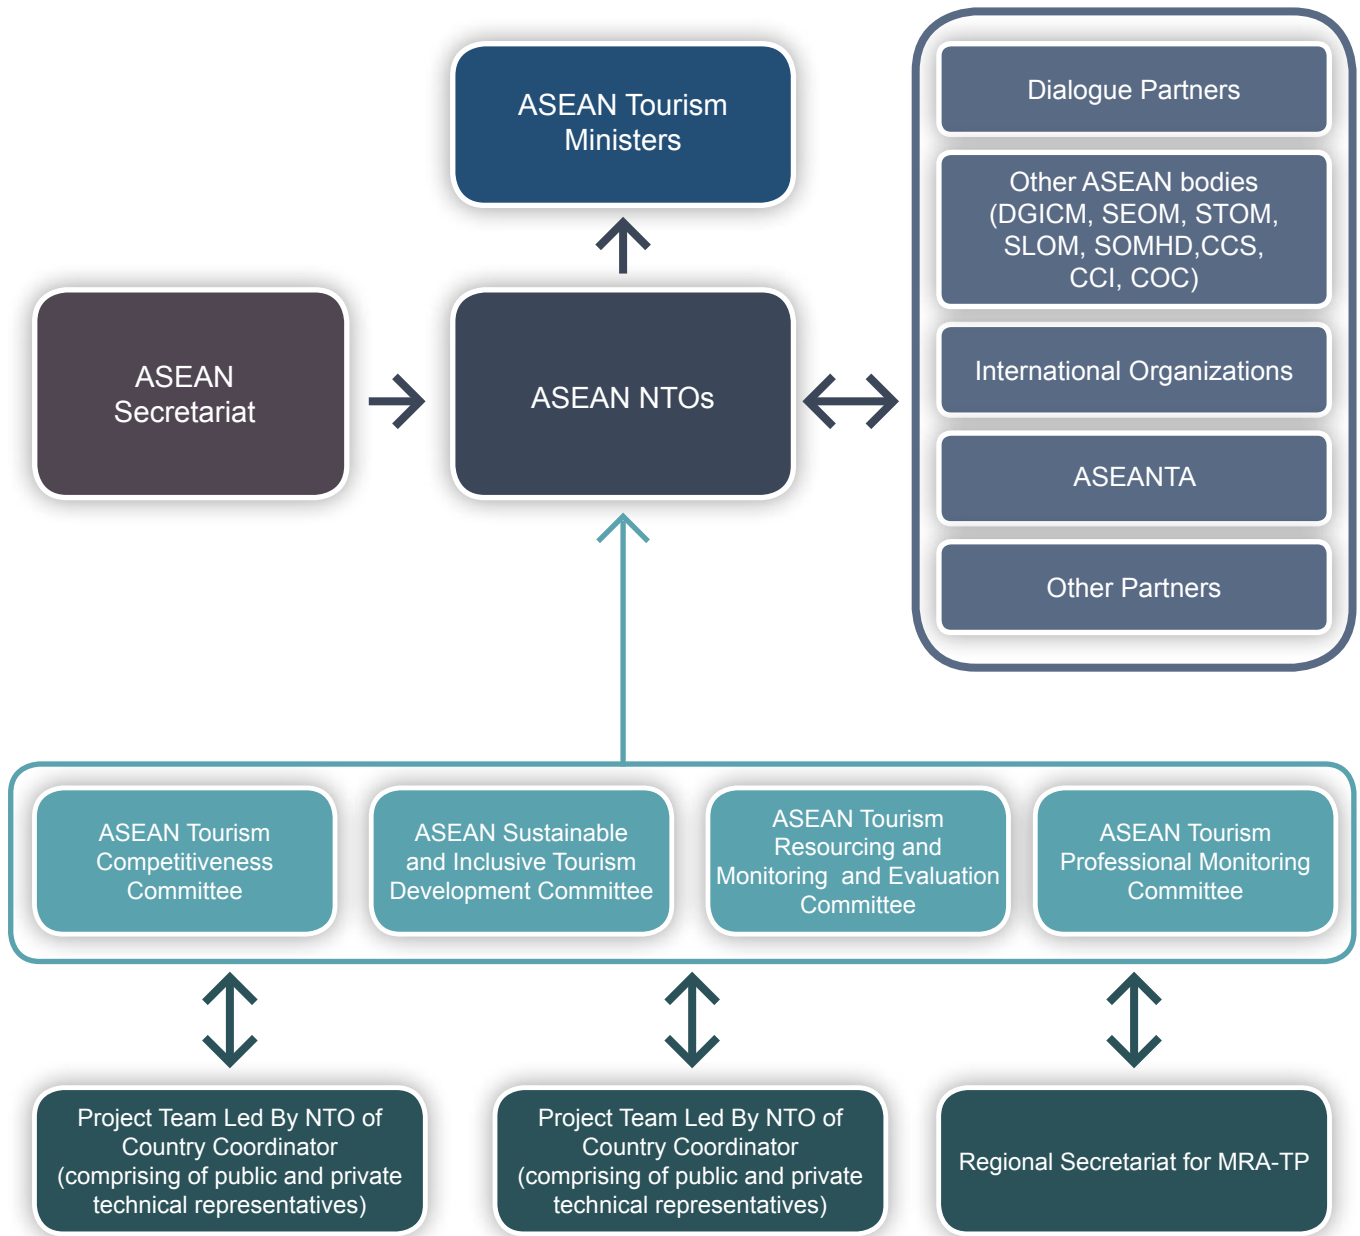 ASEAN Tourism
Ministers
Dialogue Partners
Other ASEAN bodies
(DGICM, SEOM, STOM,
SLOM, SOMHD,CCS,
CCI, COC)
International Organizations
ASEANTA
Other Partners
ASEAN
Secretariat
ASEAN NTOs
ASEAN Tourism
Competitiveness
Committee
ASEAN Sustainable
and Inclusive Tourism
Development Committee
ASEAN Tourism
Resourcing and
Monitoring and Evaluation
Committee
ASEAN Tourism
Professional Monitoring
Committee
Project Team Led By NTO of
Country Coordinator
(comprising of public and private
technical representatives)
Project Team Led By NTO of
Country Coordinator
(comprising of public and private
technical representatives)
Regional Secretariat for MRA-TP